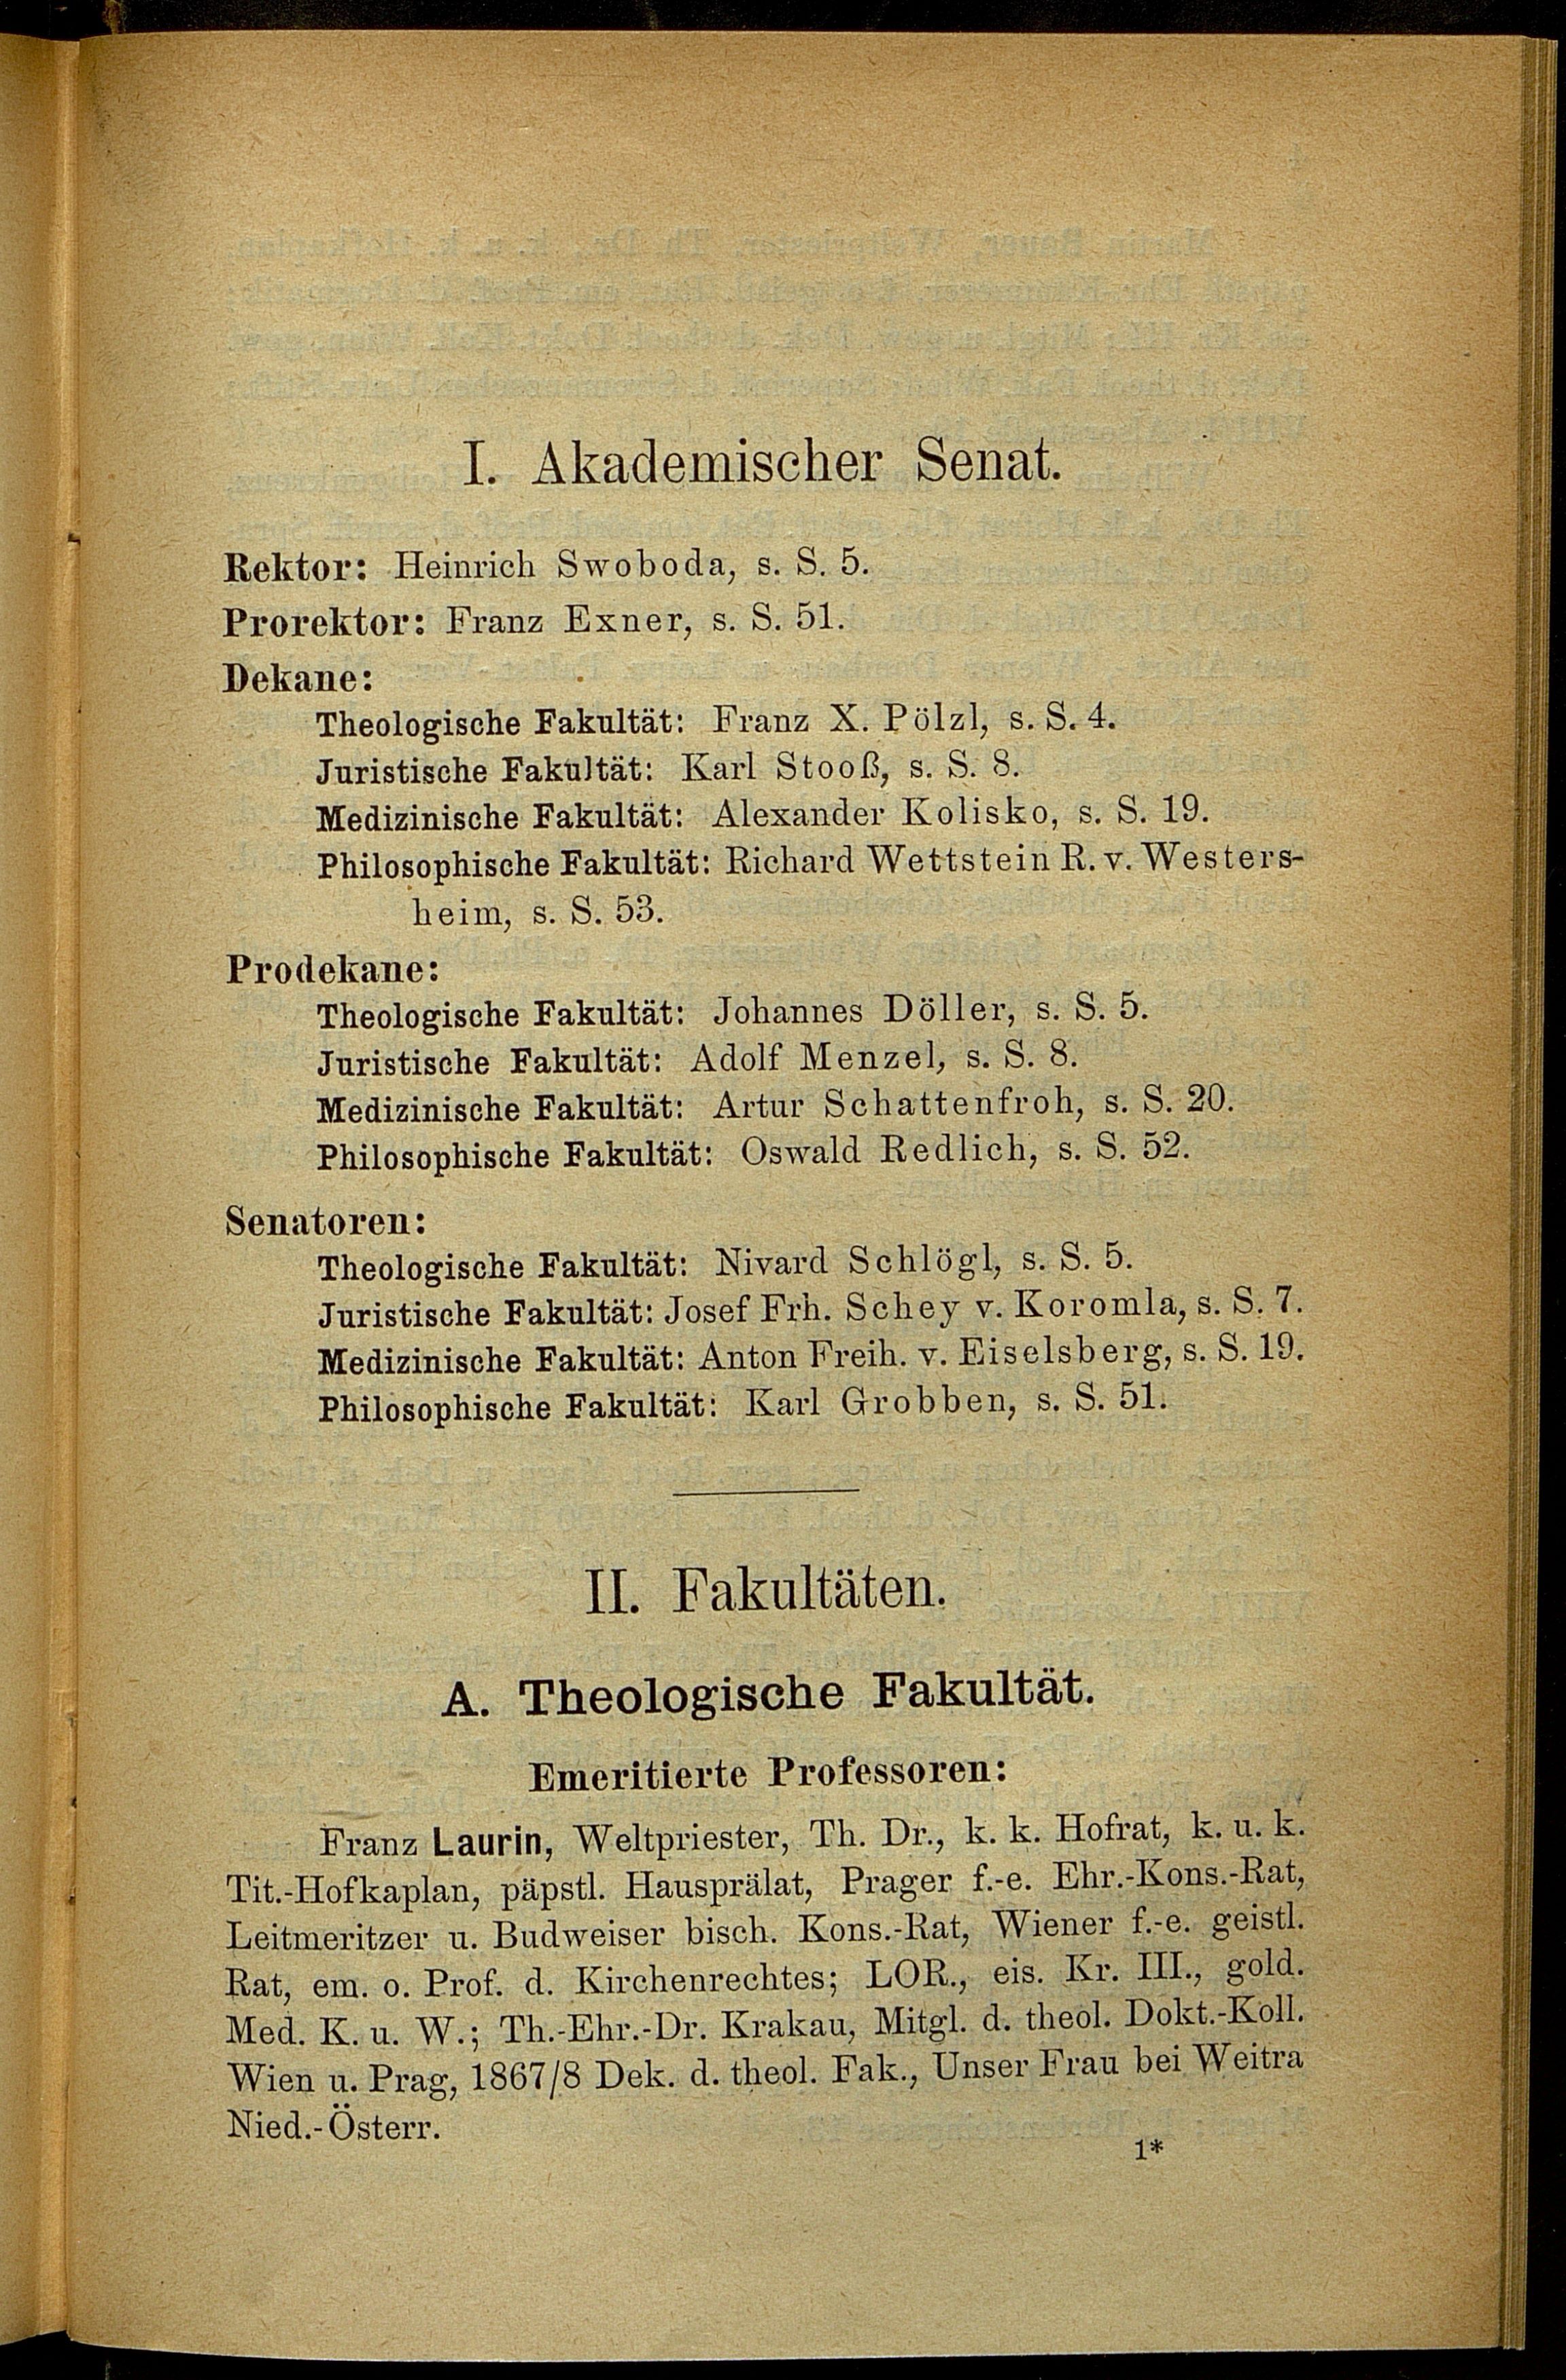 I. Akademischer Senat.
Rektor: Heinrich Swoboda, s. S. 5.
Prorektor: Franz Exner, s. S. 51.
Dekane:
Theologische Fakultät: Franz X. Pölzl, s. S. 4.
Juristische Fakultät: Karl Stooß, s. S. 8.
Medizinische Fakultät: Alexander Kolisko, s. S. 19.
Philosophische Fakultät: Richard Wettstein R. v. Westers-
heim, s. S. 53.
Prodekane:
Theologische Fakultät: Johannes Döller, s. S. 5.
Juristische Fakultät: Adolf Menzel, s. S. 8.
Medizinische Fakultät: Artur Schattenfroh, s. S. 20.
Philosophische Fakultät: Oswald Redlich, s. S. 52.
Senatoren:
Theologische Fakultät: Nivard Schlögl, s. S. 5.
Juristische Fakultät: Josef Frh. Schey v. Koromla, s. S. 7.
Medizinische Fakultät: Anton Freih. v. Eiselsberg, s. S. 19.
Philosophische Fakultät: Karl Grobben, s. S. 51.
II. Fakultäten.
A. Theologische Fakultät.
Emeritierte Professoren:
Franz Laurin, Weltpriester, Th. Dr., k. k. Hofrat, k. u. k.
Tit.-Hofkaplan, päpstl. Hausprälat, Prager f.-e. Ehr.-Kons.-Rat,
Leitmeritzer u. Budweiser bisch. Kons.-Rat, Wiener f.-e. geistl.
Rat, em. o. Prof. d. Kirchenrechtes; LOR., eis. Kr. III., gold.
Med. K. u. W.; Th.-Ehr.-Dr. Krakau, Mitgl. d. theol. Dokt.-Koll.
Wien u. Prag, 1867/8 Dek. d. theol. Fak., Unser Frau bei Weitra
Nied.-Österr.
1*